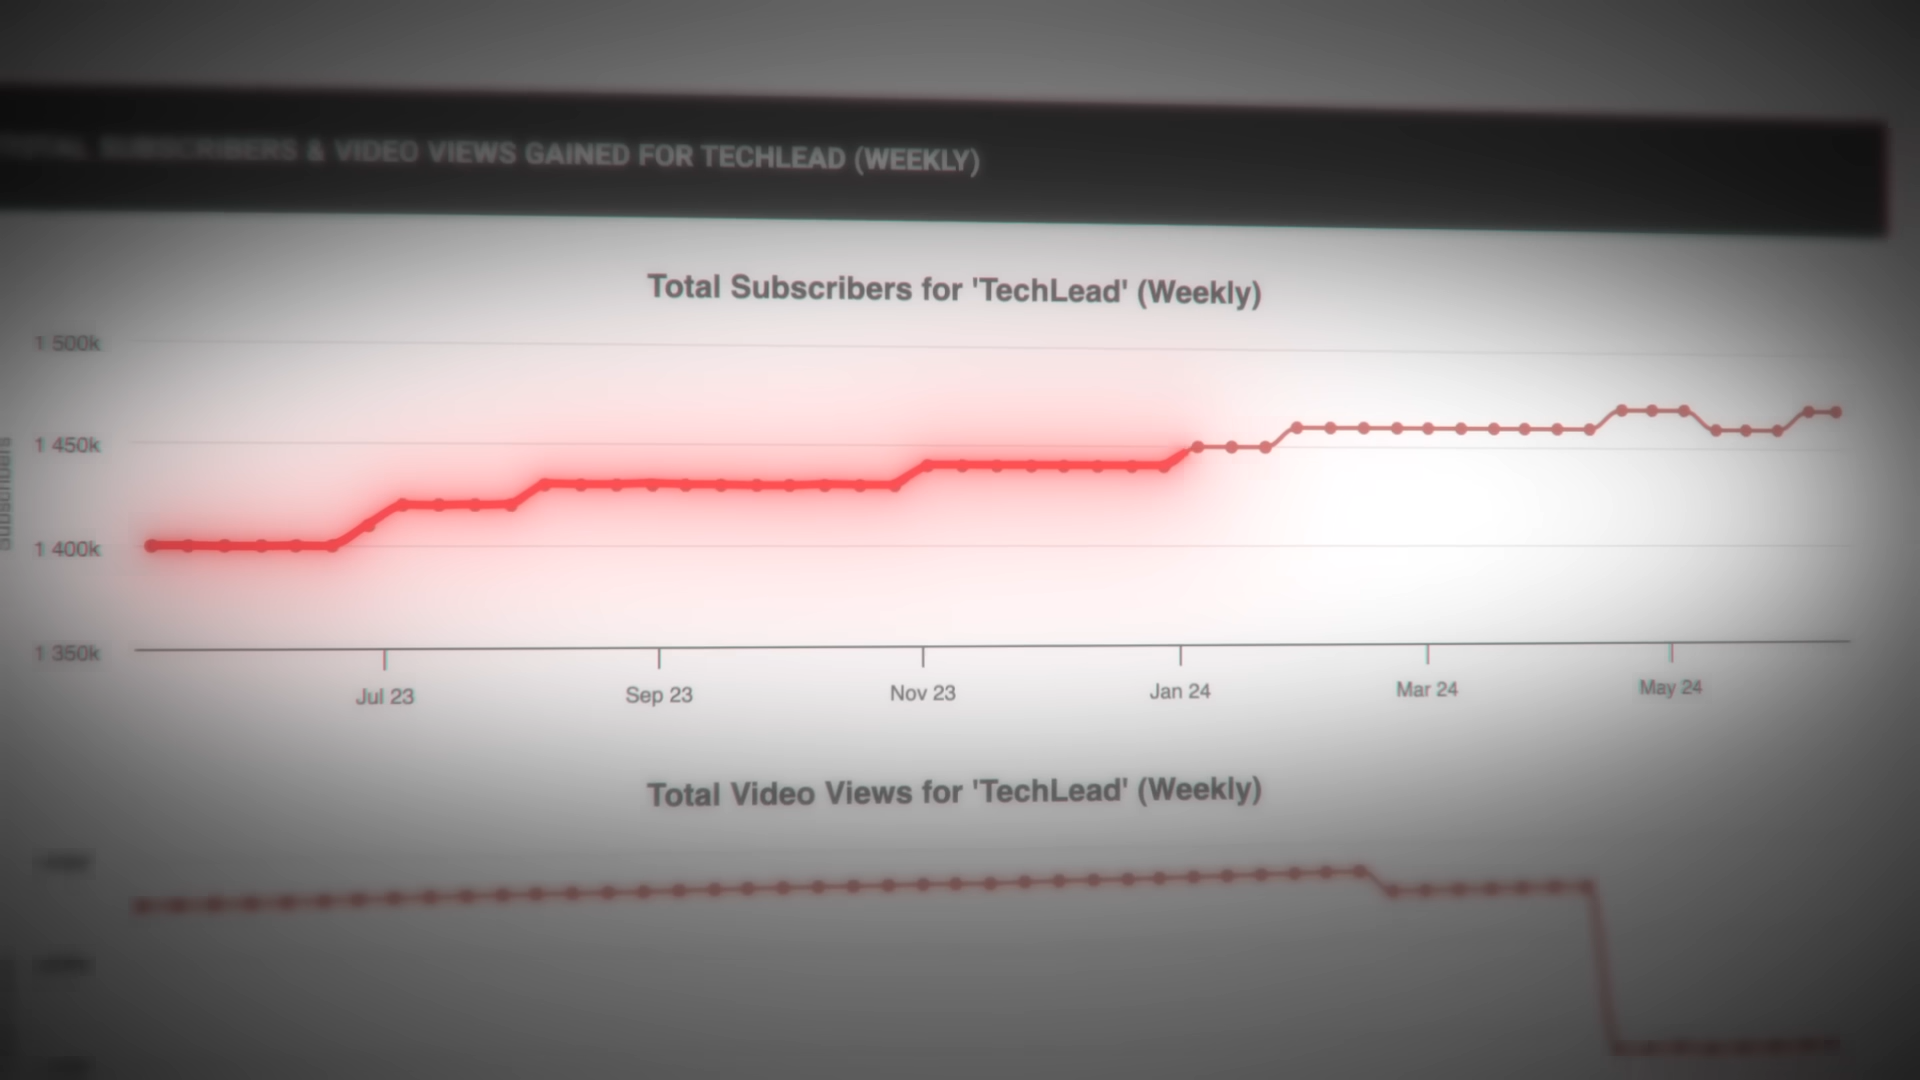 SUBSCRIBERS & VIDEO VIEWS GAINED FOR TECHLEAD (WEEKLY)
Total Subscribers for 'TechLead' (Weekly)
1 500k
1 450k
1 400k
1 350k
Subscribers
Jul 23
Sep 23
Nov 23
Jan 24
Mar 24
May 24
Total Video Views for 'TechLead' (Weekly)